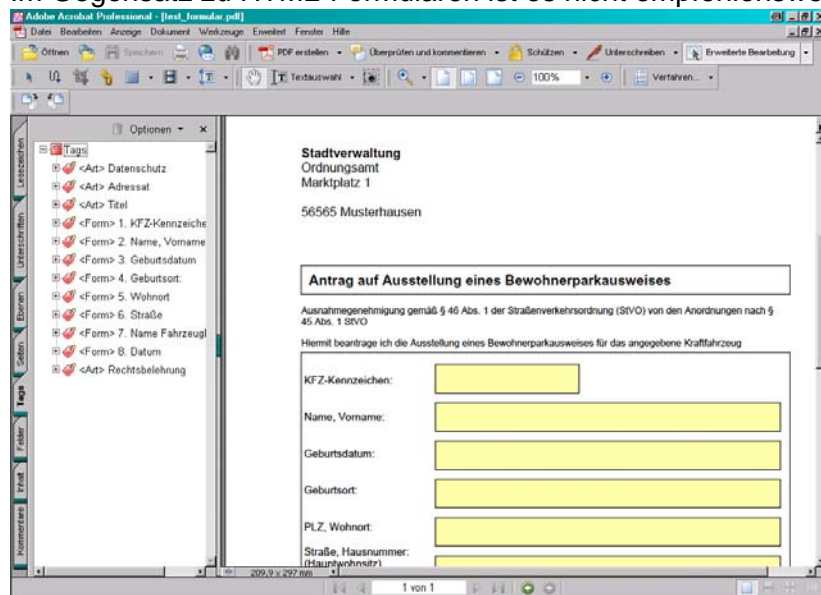 Im Gegensatz zu HTML-Formularen ist es nicht empfehlenswe
Adobe Acrobat Professional - [test_formular.pdf]
Datei Bearbeiten Anzeige Dokument Werkzeuge Erweitert Fenster Hilfe
Öffnen Speichern PDF erstellen Überprüfen und kommentieren Schützen Unterschreiben Erweiterte Bearbeitung
Textauswahl 100% Verfahren...
Optionen
Lesezeichen
Unterschriften
Ebenen
Seiten
Tags
Felder
Inhalt
Kommentare
Tags
<Art> Datenschutz
<Art> Adressat
<Art> Titel
<Form> 1. KFZ-Kennzeiche
<Form> 2. Name, Vorname
<Form> 3. Geburtsdatum
<Form> 4. Geburtsort:
<Form> 5. Wohnort
<Form> 6. Straße
<Form> 7. Name Fahrzeugl
<Form> 8. Datum
<Art> Rechtsbelehrung
Stadtverwaltung
Ordnungsamt
Marktplatz 1
56565 Musterhausen
Antrag auf Ausstellung eines Bewohnerparkausweises
Ausnahmegenehmigung gemäß § 46 Abs. 1 der Straßenverkehrsordnung (StVO) von den Anordnungen nach §
45 Abs. 1 StVO
Hiermit beantrage ich die Ausstellung eines Bewohnerparkausweises für das angegebene Kraftfahrzeug
KFZ-Kennzeichen:
Name, Vorname:
Geburtsdatum:
Geburtsort:
PLZ, Wohnort:
Straße, Hausnummer:
(Hauptwohnsitz)
209,9 x 297 mm
1 von 1